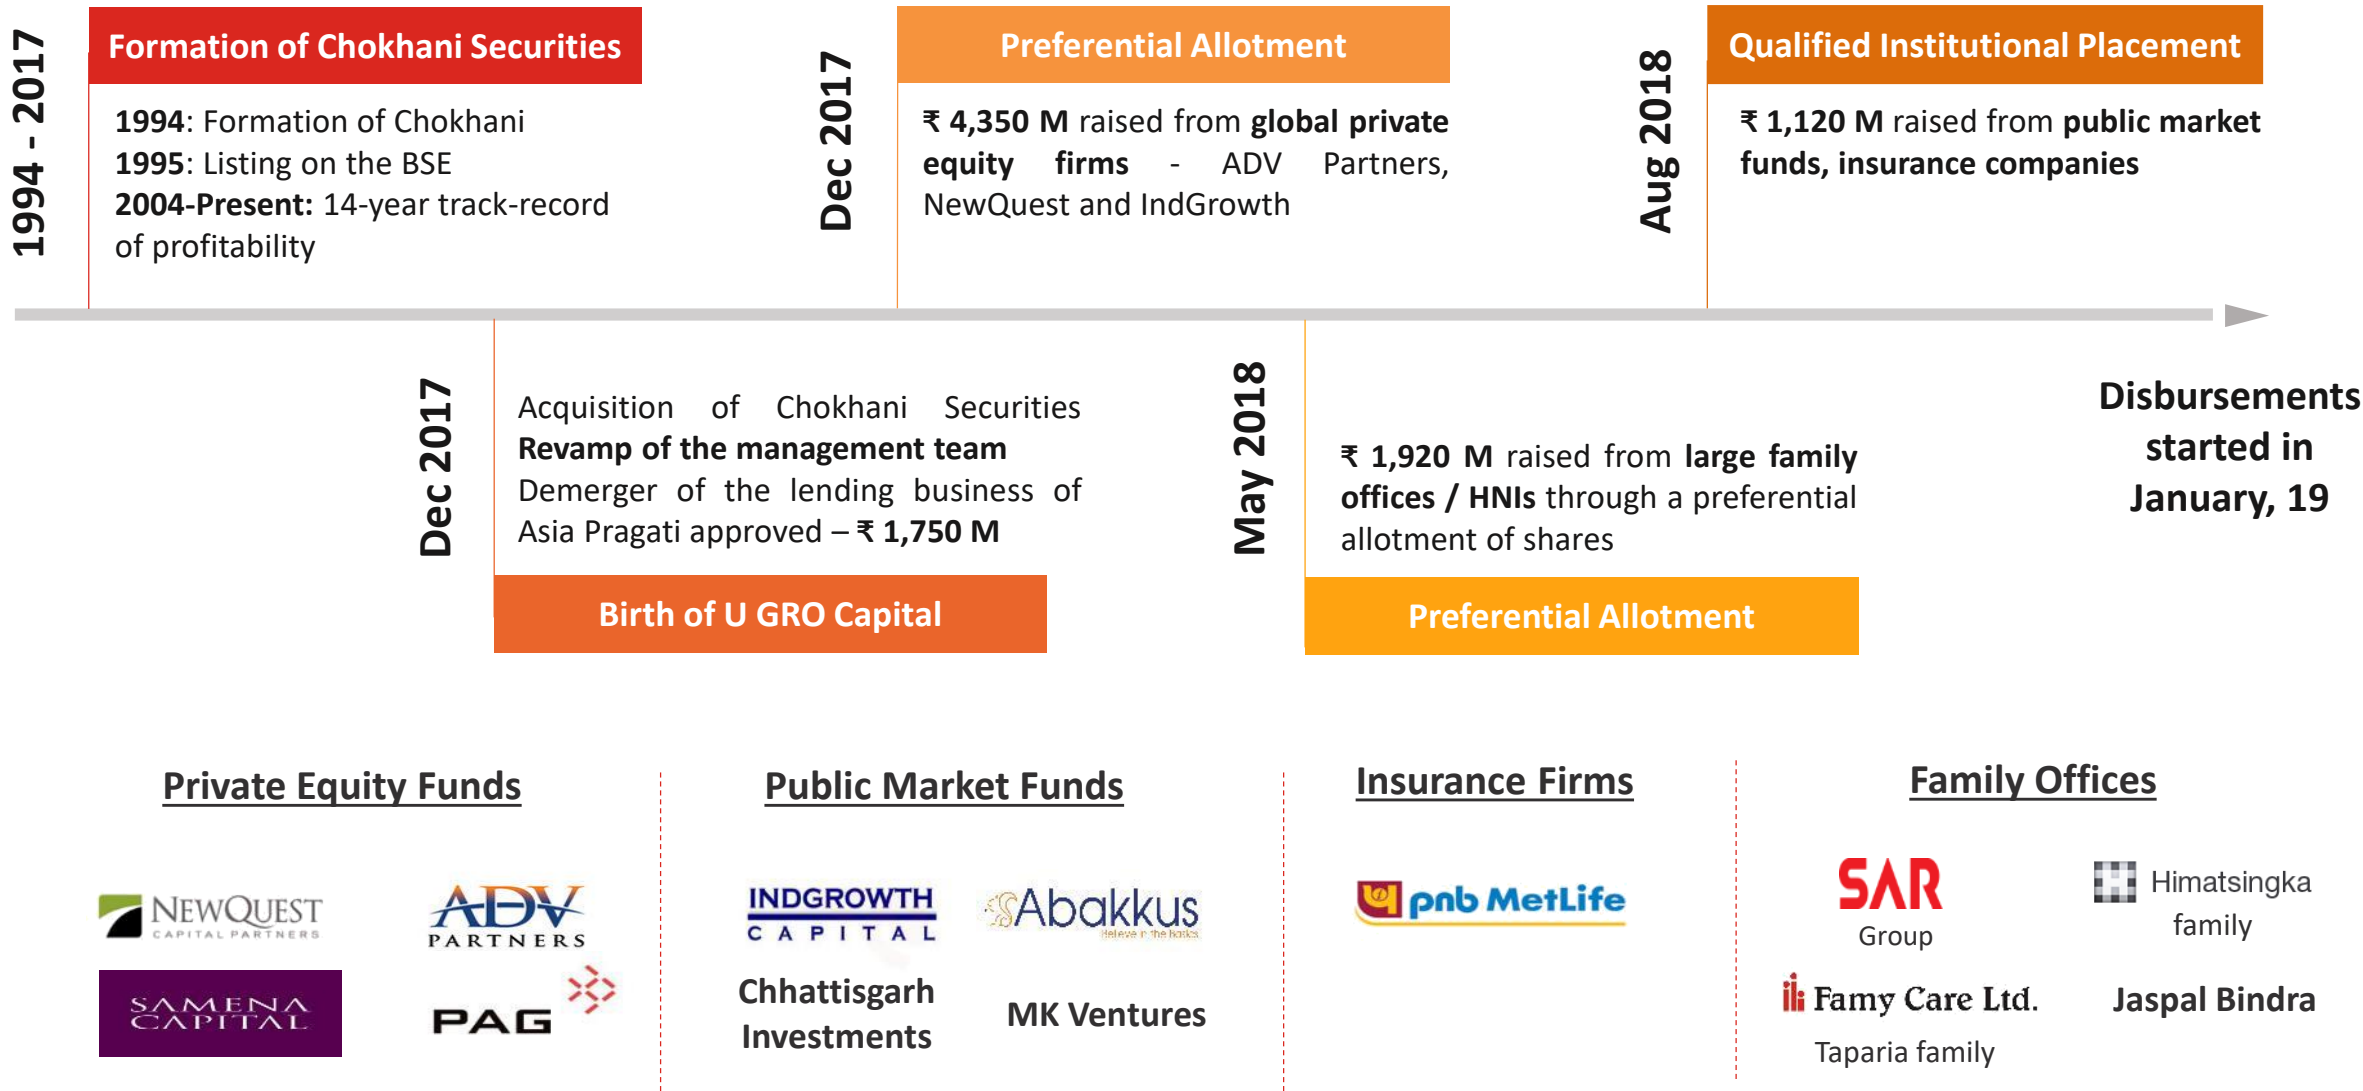 1994 - 2017
Formation of Chokhani Securities
1994: Formation of Chokhani
1995: Listing on the BSE
2004-Present: 14-year track-record
of profitability
Dec 2017
Preferential Allotment
₹ 4,350 M raised from global private
equity firms - ADV Partners,
NewQuest and IndGrowth
Aug 2018
Qualified Institutional Placement
₹ 1,120 M raised from public market
funds, insurance companies
Dec 2017
Acquisition of Chokhani Securities
Revamp of the management team
Demerger of the lending business of
Asia Pragati approved – ₹ 1,750 M
Birth of U GRO Capital
May 2018
₹ 1,920 M raised from large family
offices / HNIs through a preferential
allotment of shares
Preferential Allotment
Disbursements
started in
January, 19
Private Equity Funds
NEWQUEST
CAPITAL PARTNERS
ADV
PARTNERS
SAMENA
CAPITAL
PAG
Public Market Funds
INDGROWTH
CAPITAL
Abakkus
Believe in the Basics
Chhattisgarh
Investments
MK Ventures
Insurance Firms
pnb MetLife
Family Offices
SAR
Group
Himatsingka
family
Famy Care Ltd.
Taparia family
Jaspal Bindra